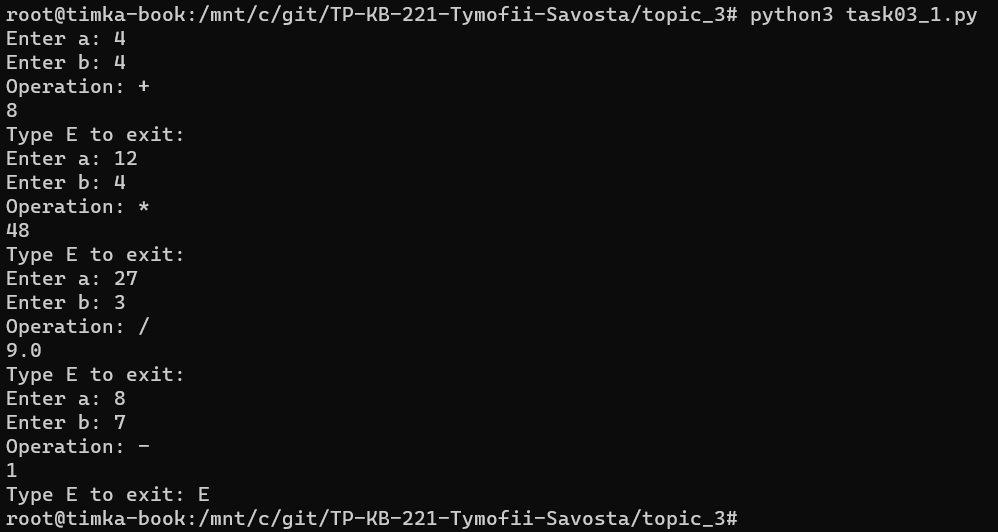 root@timka-book:/mnt/c/git/TP-KB-221-Tymofii-Savosta/topic_3# python3 task03_1.py
Enter a: 4
Enter b: 4
Operation: +
8
Type E to exit:
Enter a: 12
Enter b: 4
Operation: *
48
Type E to exit:
Enter a: 27
Enter b: 3
Operation: /
9.0
Type E to exit:
Enter a: 8
Enter b: 7
Operation: -
1
Type E to exit: E
root@timka-book:/mnt/c/git/TP-KB-221-Tymofii-Savosta/topic_3#